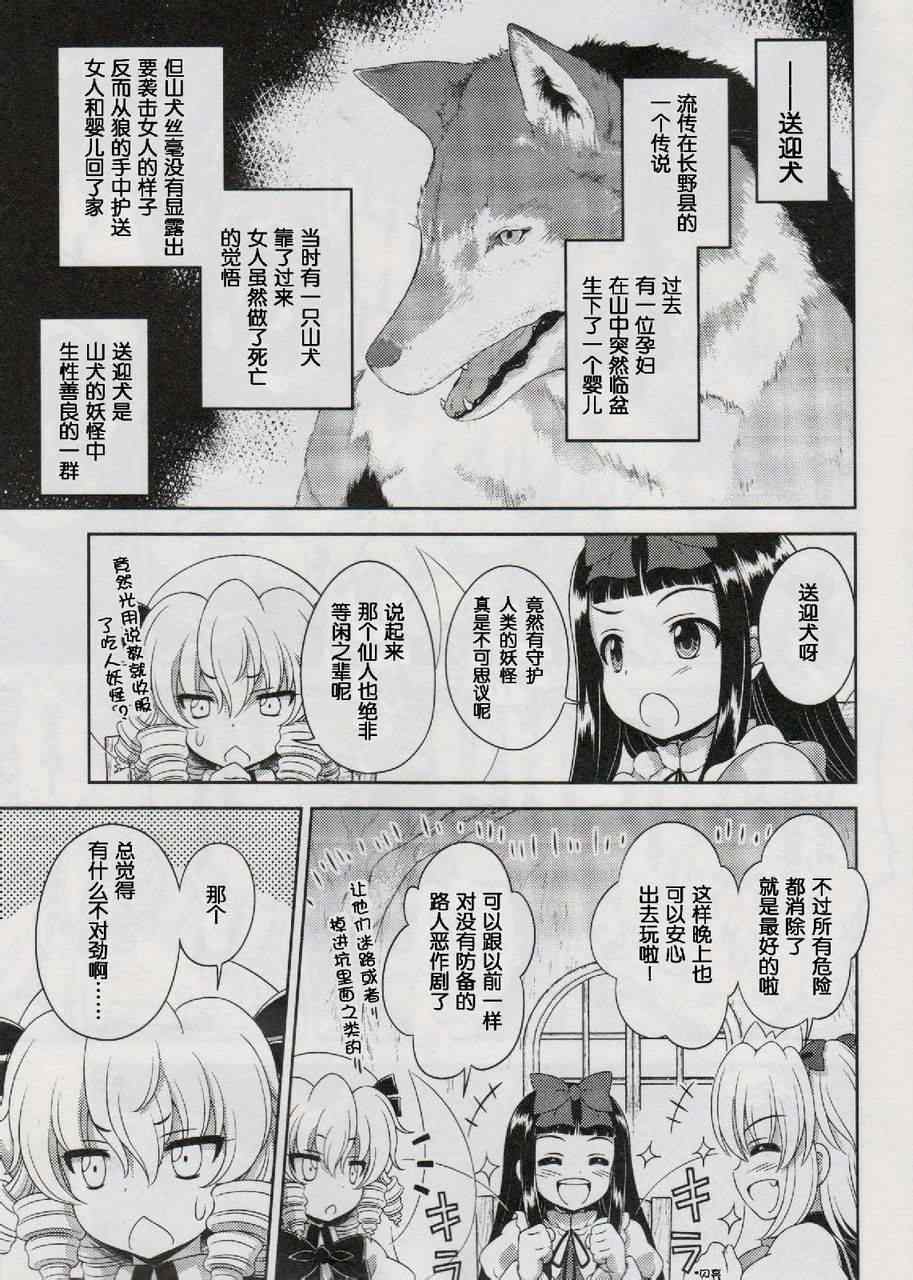 ——送迎犬
流传在长野县的
一个传说
过去
有一位孕妇
在山中突然临盆
生下了一个婴儿
当时有一只山犬
靠了过来
女人虽然做了死亡
的觉悟
但山犬丝毫没有显露出
要袭击女人的样子
反而从狼的手中护送
女人和婴儿回了家
送迎犬是
山犬的妖怪中
生性善良的一群
送迎犬呀
竟然有守护
人类的妖怪
真是不可思议呢
说起来
那个仙人也绝非
等闲之辈呢
竟然光用说教就收服
了吃人妖怪？
不过所有危险
都消除了
就是最好的啦
这样晚上也
可以安心
出去玩啦！
可以跟以前一样
对没有防备的
路人恶作剧了
让他们迷路或者
掉进坑里面之类的
キラ
キラ
那个
总觉得
有什么不对劲啊……